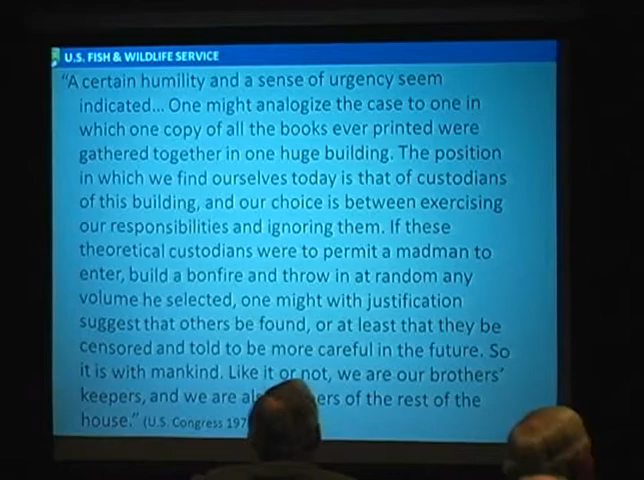 U.S. FISH & WILDLIFE SERVICE
“A certain humility and a sense of urgency seem
indicated... One might analogize the case to one in
which one copy of all the books ever printed were
gathered together in one huge building. The position
in which we find ourselves today is that of custodians
of this building, and our choice is between exercising
our responsibilities and ignoring them. If these
theoretical custodians were to permit a madman to
enter, build a bonfire and throw in at random any
volume he selected, one might with justification
suggest that others be found, or at least that they be
censored and told to be more careful in the future. So
it is with mankind. Like it or not, we are our brothers’
keepers, and we are of the rest of the
house.” (U.S. Congress